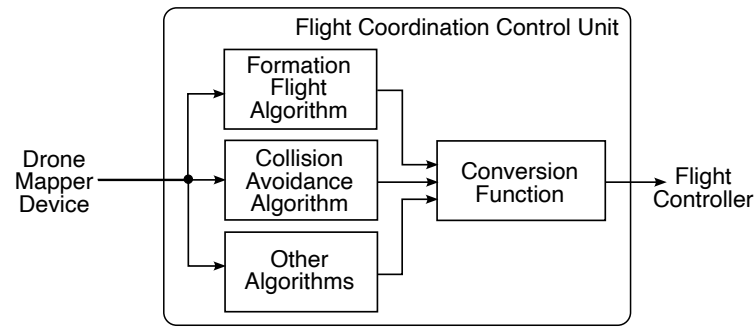 Flight Coordination Control Unit
Formation
Flight
Algorithm
Drone
Mapper
Device
Collision
Avoidance
Algorithm
Conversion
Function
Flight
Controller
Other
Algorithms